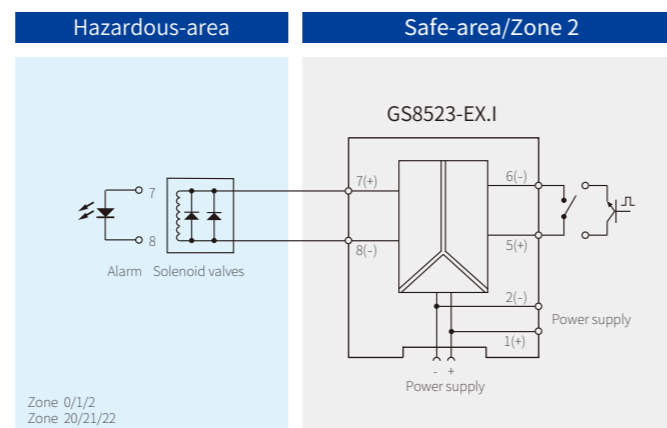 Hazardous-area
Safe-area/Zone 2
GS8523-EX.I
7
7(+)
6(-)
8
8(-)
5(+)
Alarm
Solenoid valves
2(-)
Power supply
1(+)
- +
Power supply
Zone 0/1/2
Zone 20/21/22